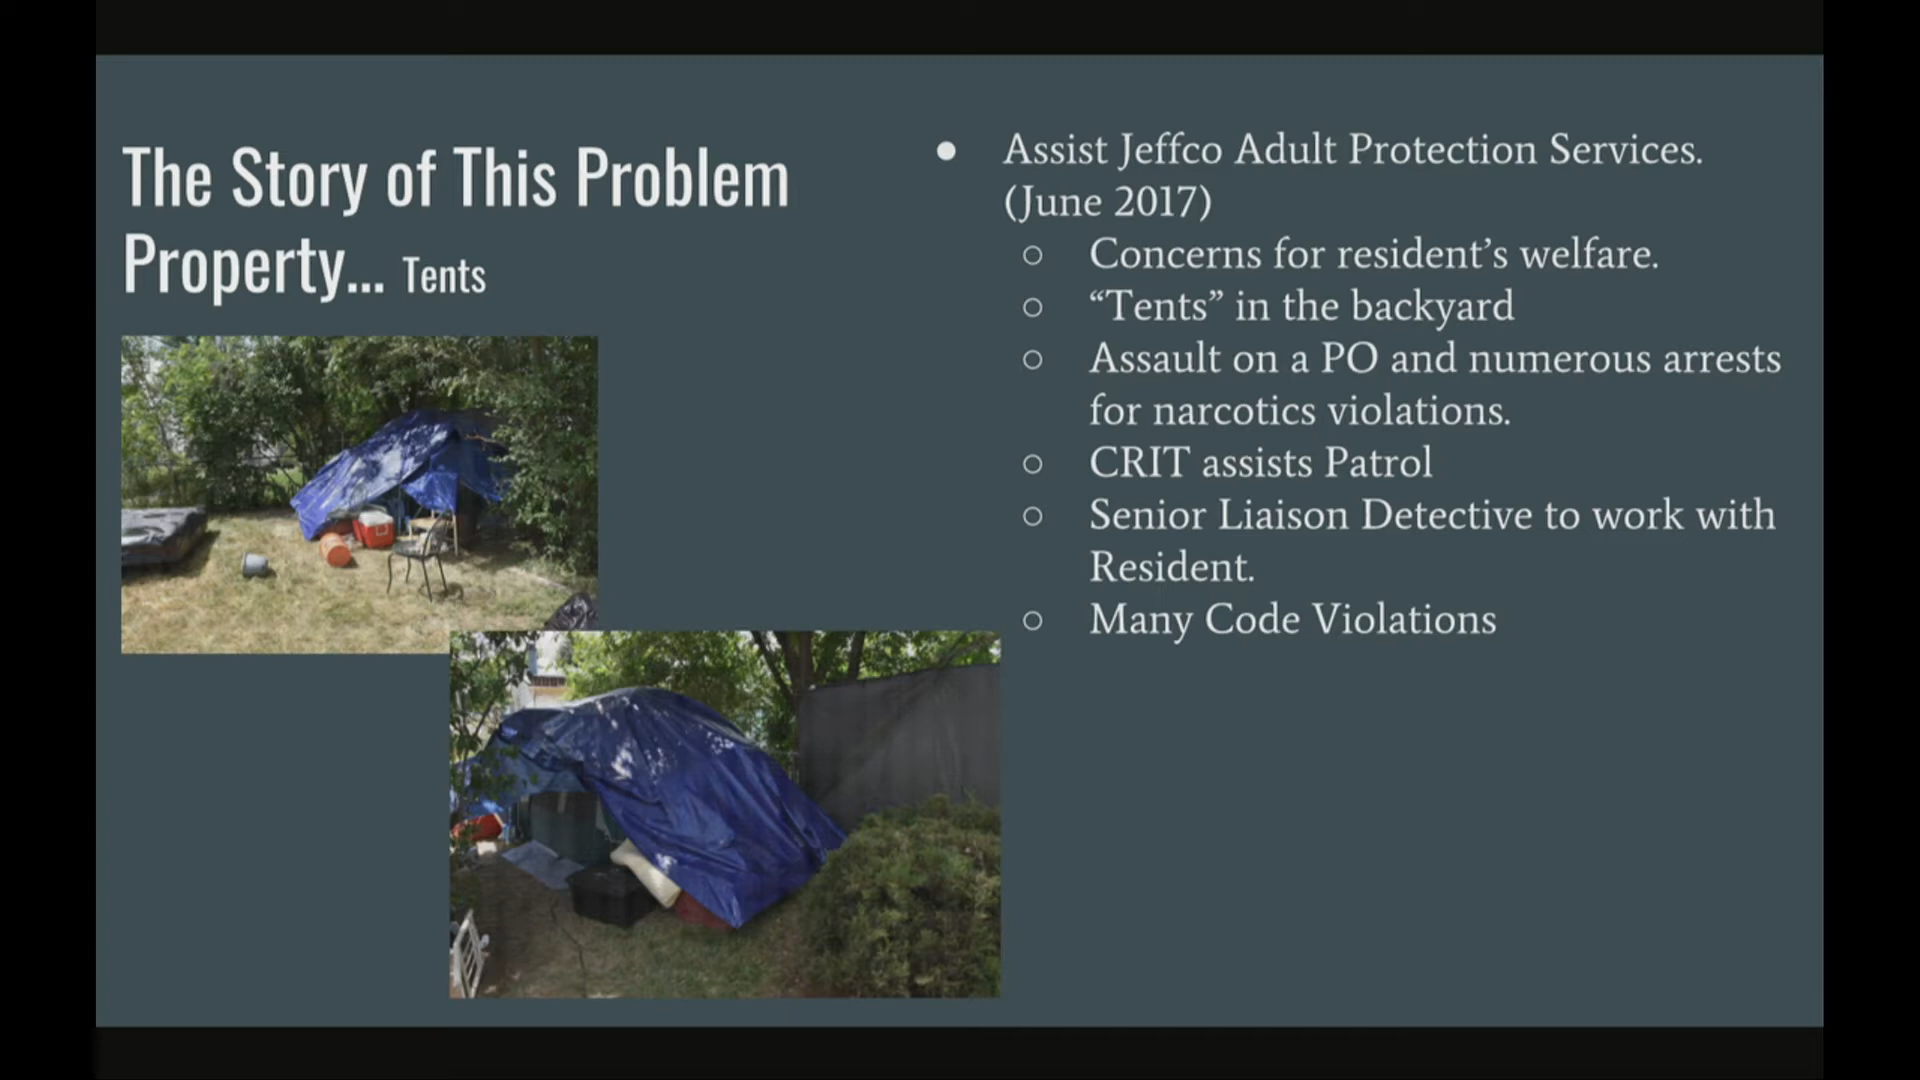 The Story of This Problem
Property... Tents
● Assist Jeffco Adult Protection Services.
(June 2017)
○ Concerns for resident’s welfare.
○ “Tents” in the backyard
○ Assault on a PO and numerous arrests
for narcotics violations.
○ CRIT assists Patrol
○ Senior Liaison Detective to work with
Resident.
○ Many Code Violations